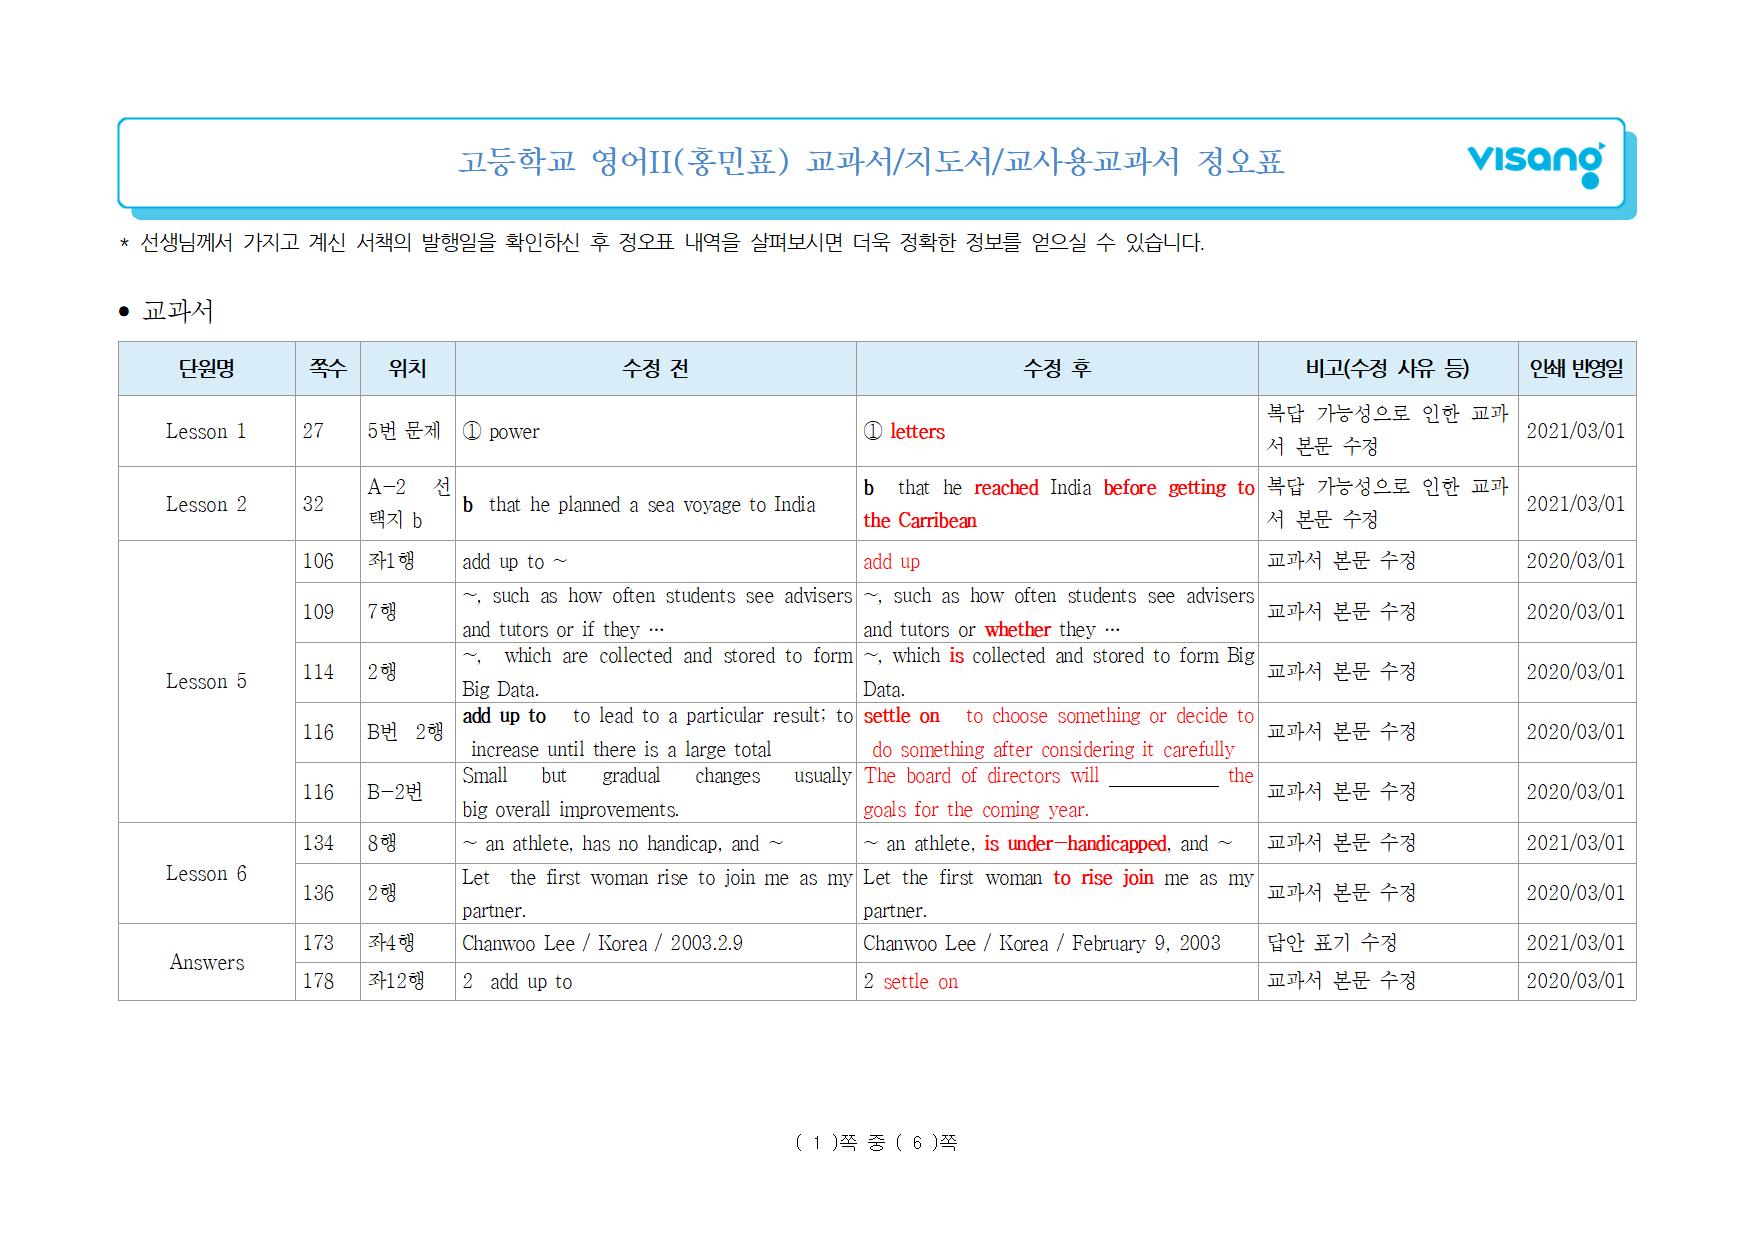 고등학교 영어II(홍민표) 교과서/지도서/교사용교과서 정오표
visang
* 선생님께서 가지고 계신 서책의 발행일을 확인하신 후 정오표 내역을 살펴보시면 더욱 정확한 정보를 얻으실 수 있습니다.
● 교과서
단원명 쪽수 위치 수정 전 수정 후 비고(수정 사유 등) 인쇄 반영일
Lesson 1 27 5번 문제 ① power ① letters 복답 가능성으로 인한 교과
서 본문 수정 2021/03/01
Lesson 2 32 A-2 선
택지 b b that he planned a sea voyage to India b that he reached India before getting to
the Carribean 복답 가능성으로 인한 교과
서 본문 수정 2021/03/01
Lesson 5 106 좌1행 add up to ~ add up 교과서 본문 수정 2020/03/01
109 7행 ~, such as how often students see advisers
and tutors or if they … ~, such as how often students see advisers
and tutors or whether they … 교과서 본문 수정 2020/03/01
114 2행 ~, which are collected and stored to form
Big Data. ~, which is collected and stored to form Big
Data. 교과서 본문 수정 2020/03/01
116 B번 2행 add up to to lead to a particular result; to
increase until there is a large total settle on to choose something or decide to
do something after considering it carefully 교과서 본문 수정 2020/03/01
116 B-2번 Small but gradual changes usually
big overall improvements. The board of directors will __________ the
goals for the coming year. 교과서 본문 수정 2020/03/01
Lesson 6 134 8행 ~ an athlete, has no handicap, and ~ ~ an athlete, is under-handicapped, and ~ 교과서 본문 수정 2021/03/01
136 2행 Let the first woman rise to join me as my
partner. Let the first woman to rise join me as my
partner. 교과서 본문 수정 2020/03/01
Answers 173 좌4행 Chanwoo Lee / Korea / 2003.2.9 Chanwoo Lee / Korea / February 9, 2003 답안 표기 수정 2021/03/01
178 좌12행 2 add up to 2 settle on 교과서 본문 수정 2020/03/01
( 1 )쪽 중 ( 6 )쪽